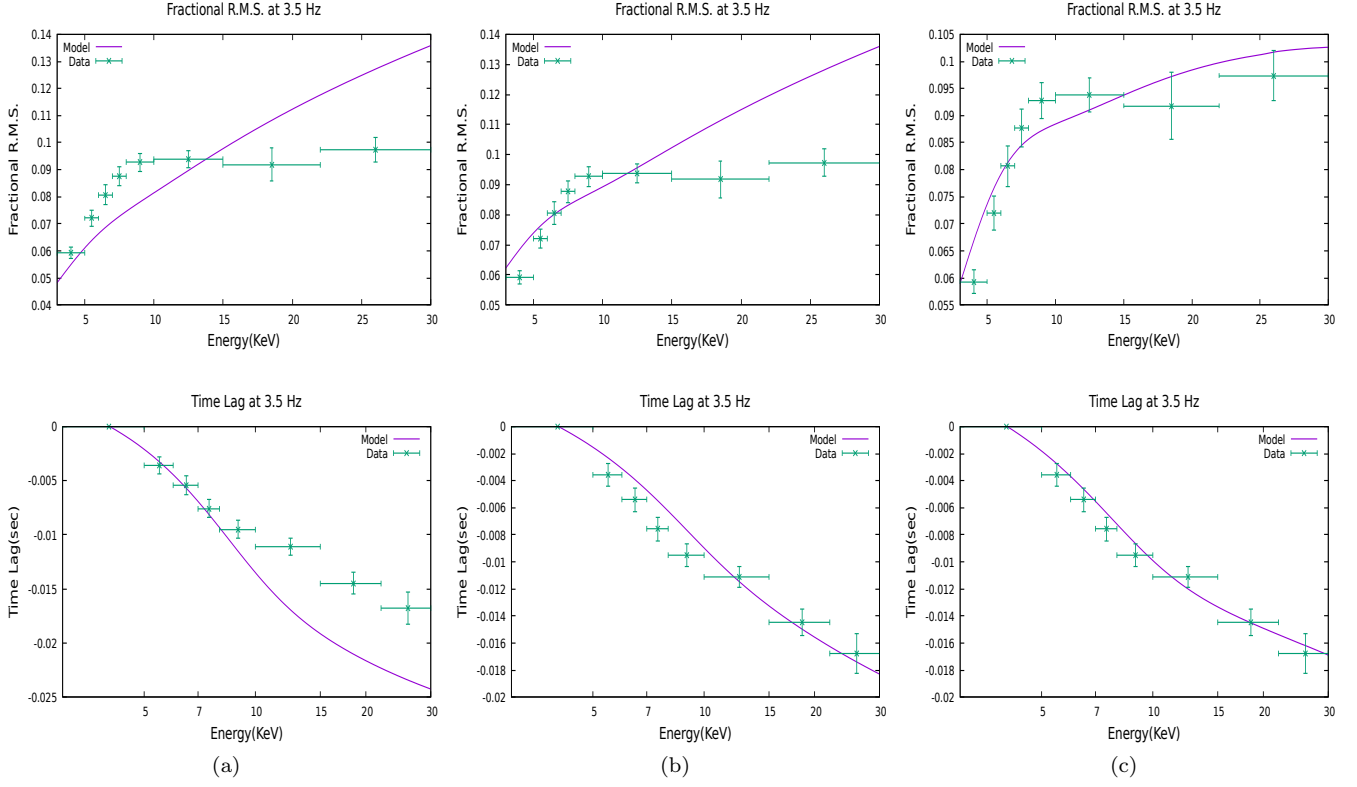 Fractional R.M.S. at 3.5 Hz
Fractional R.M.S.
0.14
0.13
0.12
0.11
0.1
0.09
0.08
0.07
0.06
0.05
0.04
Model
Data
5
10
15
20
25
30
Energy(KeV)
Fractional R.M.S. at 3.5 Hz
Fractional R.M.S.
0.14
0.13
0.12
0.11
0.1
0.09
0.08
0.07
0.06
0.05
Model
Data
5
10
15
20
25
30
Energy(KeV)
Fractional R.M.S. at 3.5 Hz
Fractional R.M.S.
0.105
0.1
0.095
0.09
0.085
0.08
0.075
0.07
0.065
0.06
0.055
Model
Data
5
10
15
20
25
30
Energy(KeV)
Time Lag at 3.5 Hz
Time Lag(sec)
0
-0.005
-0.01
-0.015
-0.02
-0.025
Model
Data
5
7
10
15
20
30
Energy(KeV)
(a)
Time Lag at 3.5 Hz
Time Lag(sec)
0
-0.002
-0.004
-0.006
-0.008
-0.01
-0.012
-0.014
-0.016
-0.018
-0.02
Model
Data
5
7
10
15
20
30
Energy(KeV)
(b)
Time Lag at 3.5 Hz
Time Lag(sec)
0
-0.002
-0.004
-0.006
-0.008
-0.01
-0.012
-0.014
-0.016
-0.018
-0.02
Model
Data
5
7
10
15
20
30
Energy(KeV)
(c)